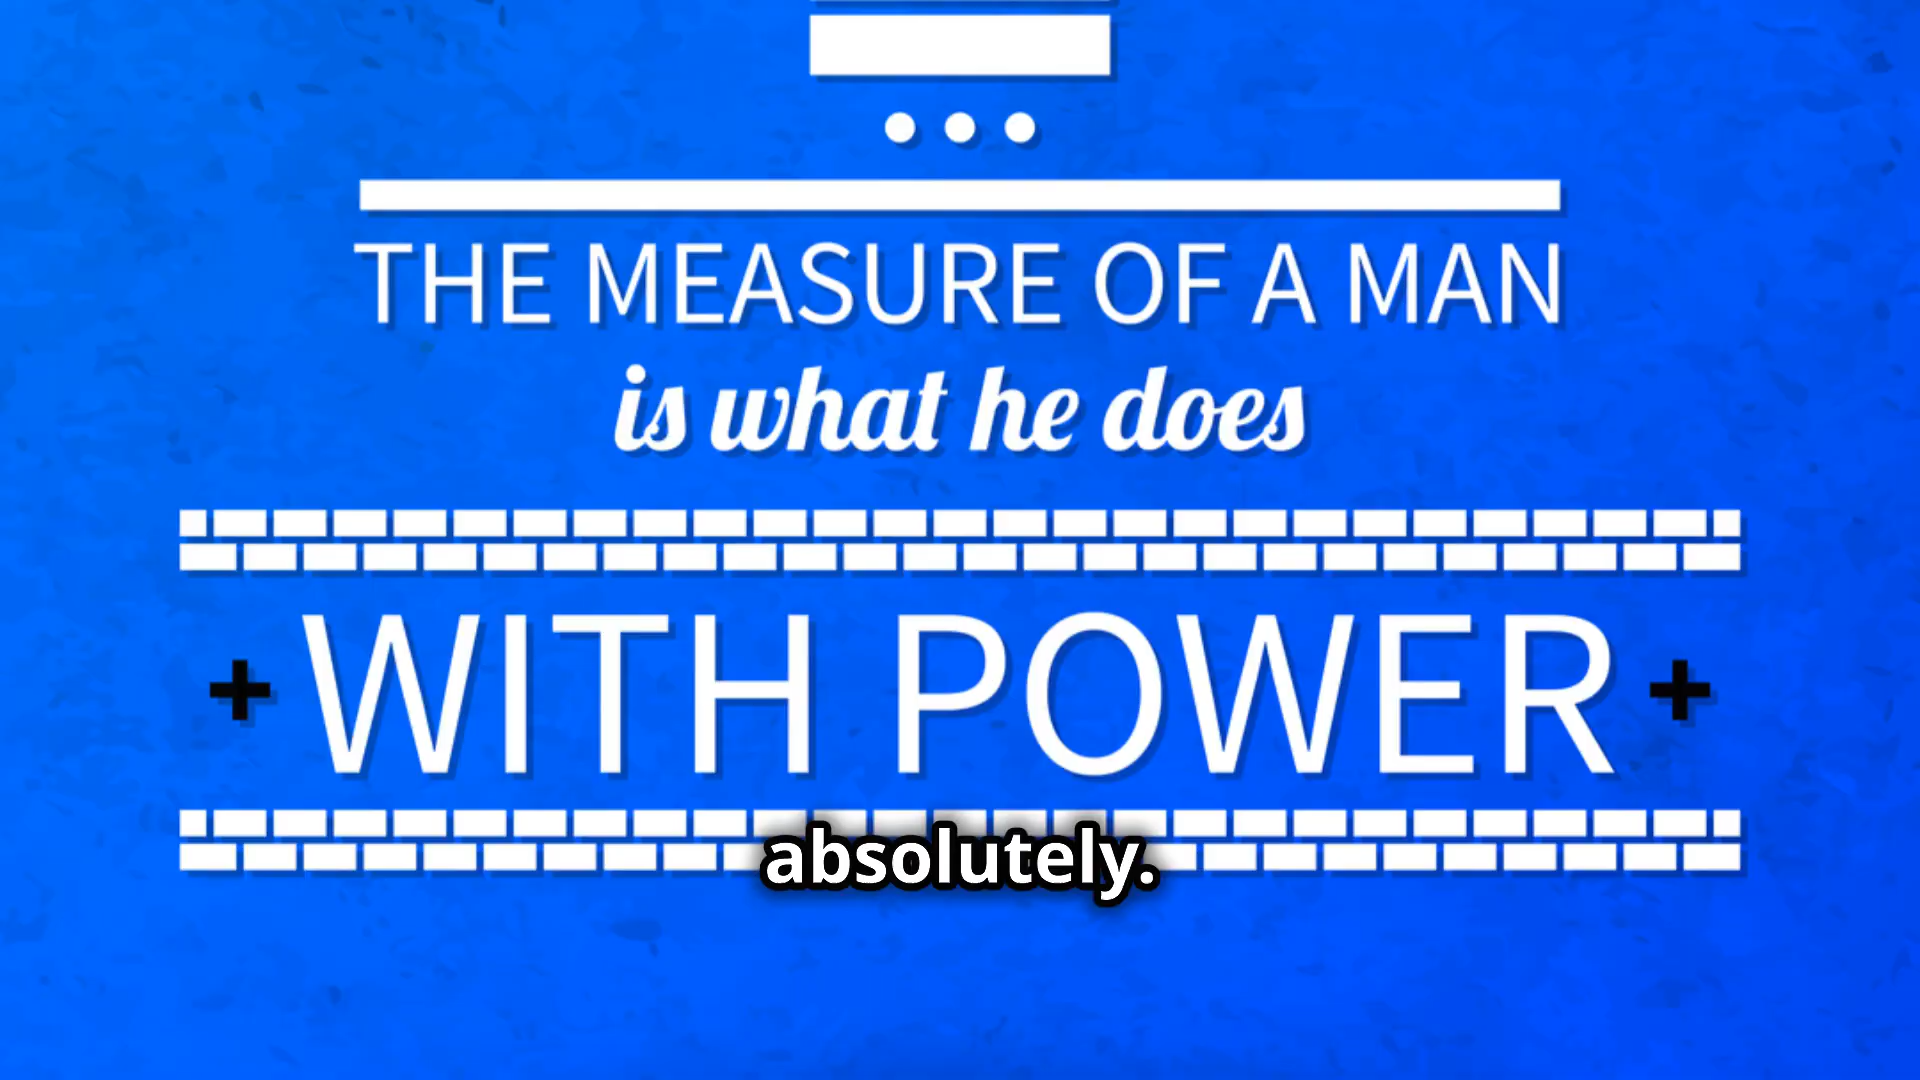 THE MEASURE OF A MAN
is what he does
WITH POWER
absolutely.